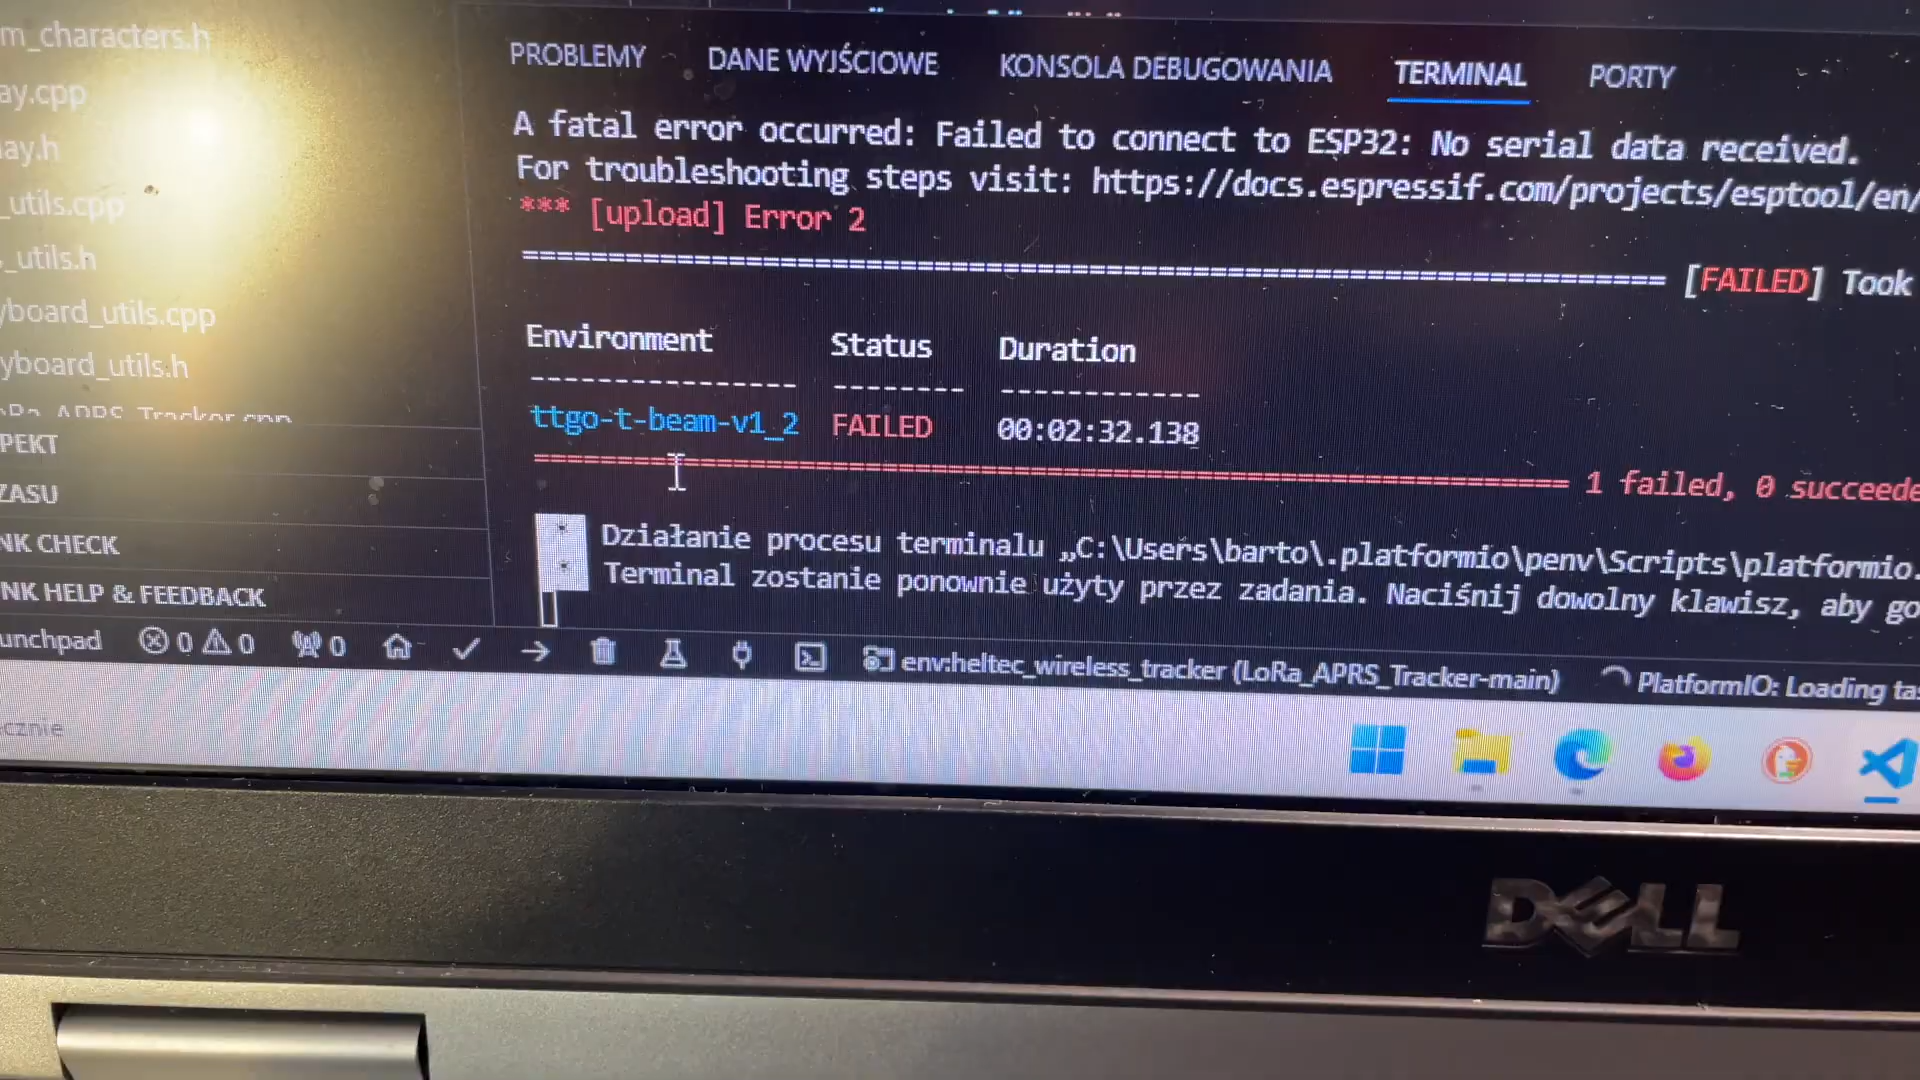 m_characters.h
ay.cpp
ay.h
_utils.cpp
_utils.h
yboard_utils.cpp
yboard_utils.h
Ra_APRS_Tracker.cpp
PEKT
ZASU
NK CHECK
NK HELP & FEEDBACK
PROBLEMY DANE WYJŚCIOWE KONSOLA DEBUGOWANIA TERMINAL PORTY
A fatal error occurred: Failed to connect to ESP32: No serial data received.
For troubleshooting steps visit: https://docs.espressif.com/projects/esptool/en/
*** [upload] Error 2
=================================================================== [FAILED] Took
Environment Status Duration
---------------- -------- ------------
ttgo-t-beam-v1_2 FAILED 00:02:32.138
============================================================= 1 failed, 0 succeede
* Działanie procesu terminalu „C:\Users\barto\.platformio\penv\Scripts\platformio.
* Terminal zostanie ponownie użyty przez zadania. Naciśnij dowolny klawisz, aby
unchpad 0 0 0 env:heltec_wireless_tracker (LoRa_APRS_Tracker-main) PlatformIO: Loading tas
cznie
DELL